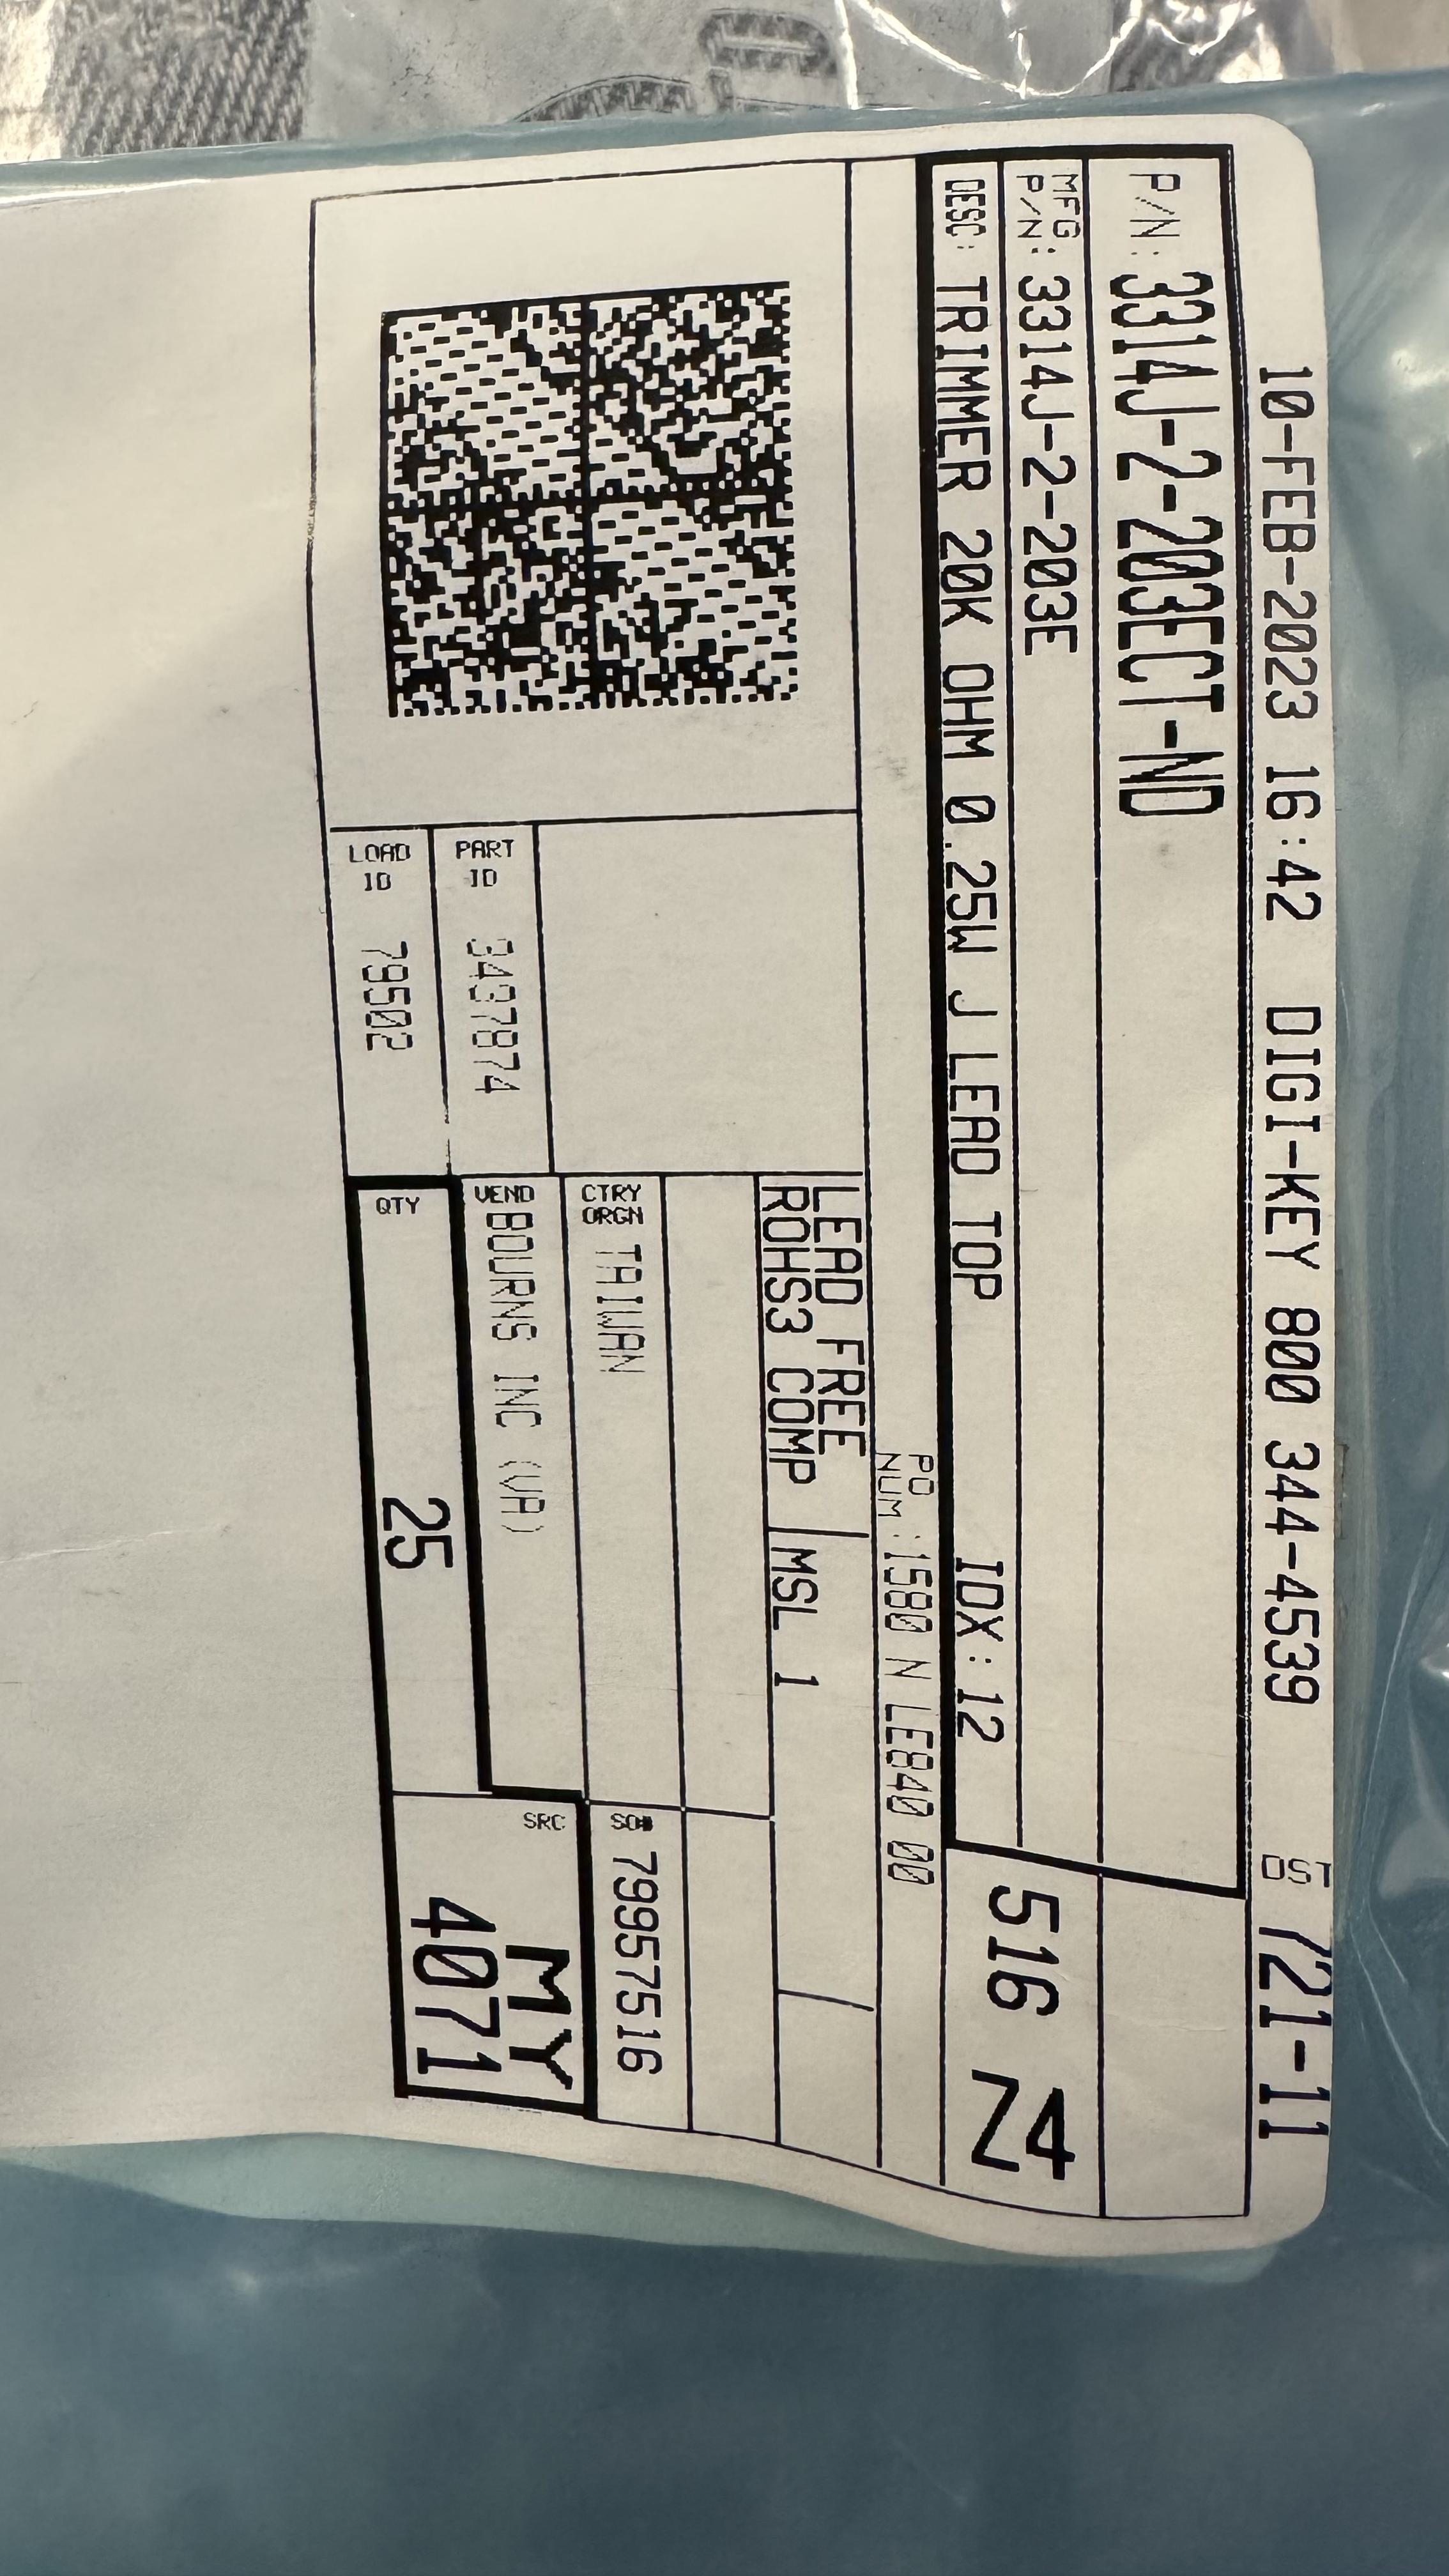 10-FEB-2023 16:42 DIGI-KEY 800 344-4539 DST 721-11
P/N: 3314J-2-203ECT-ND
MFG
P/N: 3314J-2-203E
DESC: TRIMMER 20K OHM 0.25W J LEAD TOP IDX:12
516 Z4
PO
NUM :1580 N LE840 00
LEAD FREE
ROHS3 COMP MSL 1
CTRY
ORGN TAIWAN
SO# 79957516
PART
ID 3437874
VEND BOURNS INC (VA)
LOAD
ID 79502
QTY 25
SRC MY
4071